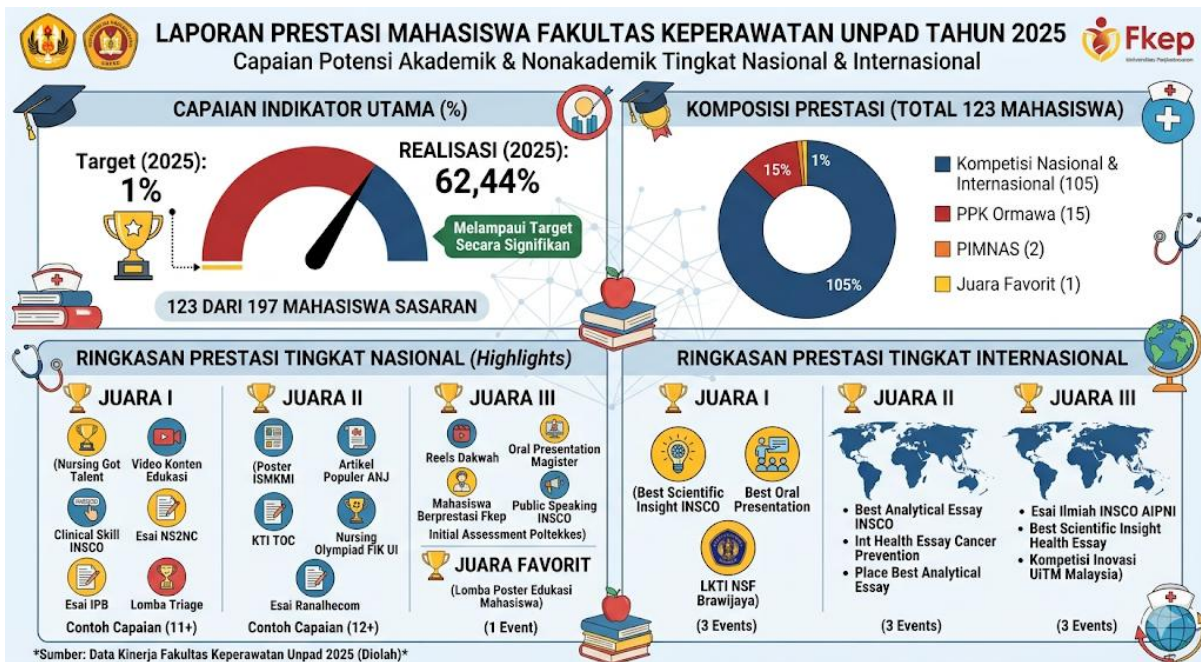 LAPORAN PRESTASI MAHASISWA FAKULTAS KEPERAWATAN UNPAD TAHUN 2025
Capaian Potensi Akademik & Nonakademik Tingkat Nasional & Internasional
Fkep
Universitas Padjadjaran
CAPAIAN INDIKATOR UTAMA (%)
Target (2025):
1%
REALISASI (2025):
62,44%
Melampaui Target
Secara Signifikan
123 DARI 197 MAHASISWA SASARAN
KOMPOSISI PRESTASI (TOTAL 123 MAHASISWA)
15%
1%
105%
Kompetisi Nasional &
Internasional (105)
PPK Ormawa (15)
PIMNAS (2)
Juara Favorit (1)
RINGKASAN PRESTASI TINGKAT NASIONAL (Highlights)
JUARA I
(Nursing Got
Talent
Video Konten
Edukasi
Clinical Skill
INSCO
Esai NS2NC
Esai IPB
Lomba Triage
Contoh Capaian (11+)
JUARA II
(Poster
ISMKMI
Artikel
Populer ANJ
KTI TOC
Nursing
Olympiad FIK UI
Esai Ranalhecom
Contoh Capaian (12+)
JUARA III
Reels Dakwah
Oral Presentation
Magister
Mahasiswa
Berprestasi Fkep
Public Speaking
INSCO
Initial Assessment Poltekkes)
JUARA FAVORIT
(Lomba Poster Edukasi
Mahasiswa)
(1 Event)
RINGKASAN PRESTASI TINGKAT INTERNASIONAL
JUARA I
(Best Scientific
Insight INSCO
Best Oral
Presentation
LKTI NSF
Brawijaya)
(3 Events)
JUARA II
• Best Analytical Essay
INSCO
• Int Health Essay Cancer
Prevention
• Place Best Analytical
Essay
(3 Events)
JUARA III
• Esai Ilmiah INSCO AIPNI
• Best Scientific Insight
Health Essay
• Kompetisi Inovasi
UiTM Malaysia)
(3 Events)
*Sumber: Data Kinerja Fakultas Keperawatan Unpad 2025 (Diolah)*